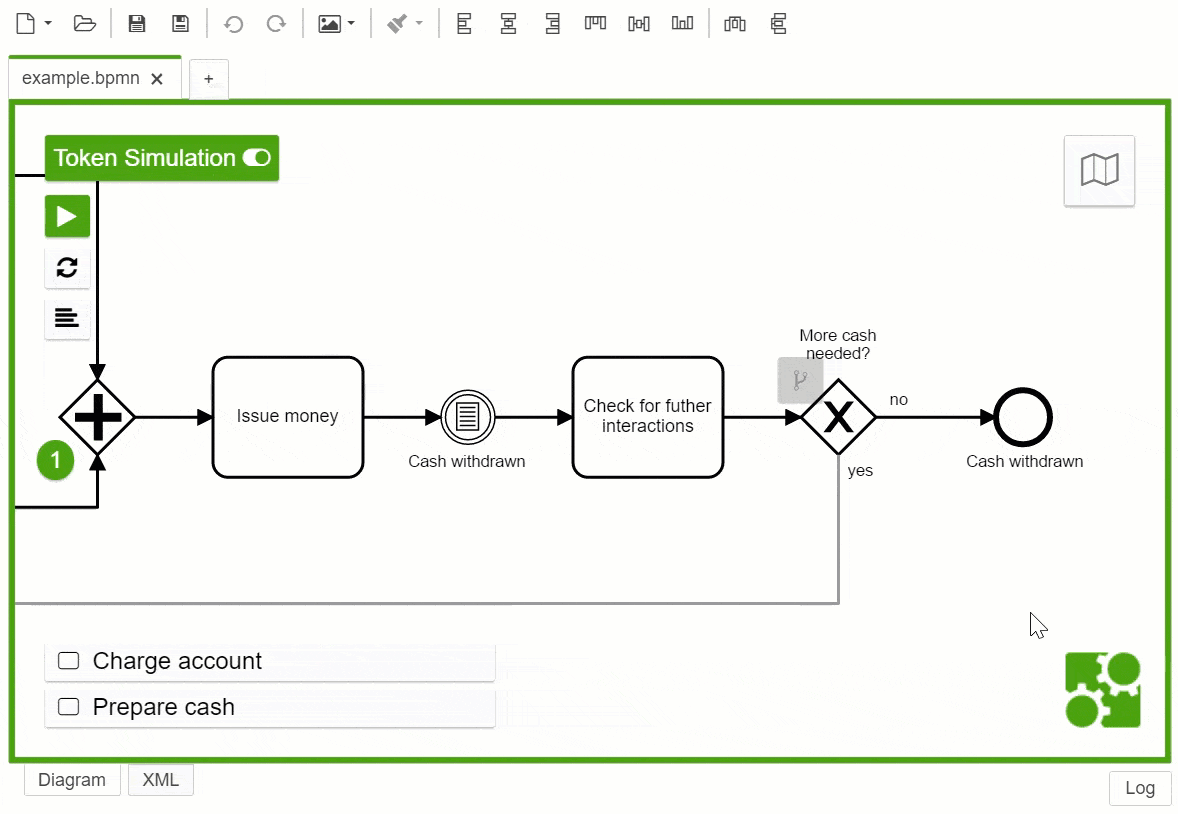 example.bpmn
+
Token Simulation
More cash
needed?
Issue money
Check for futher
interactions
X
no
1
Cash withdrawn
Cash withdrawn
yes
Charge account
Prepare cash
Diagram
XML
Log